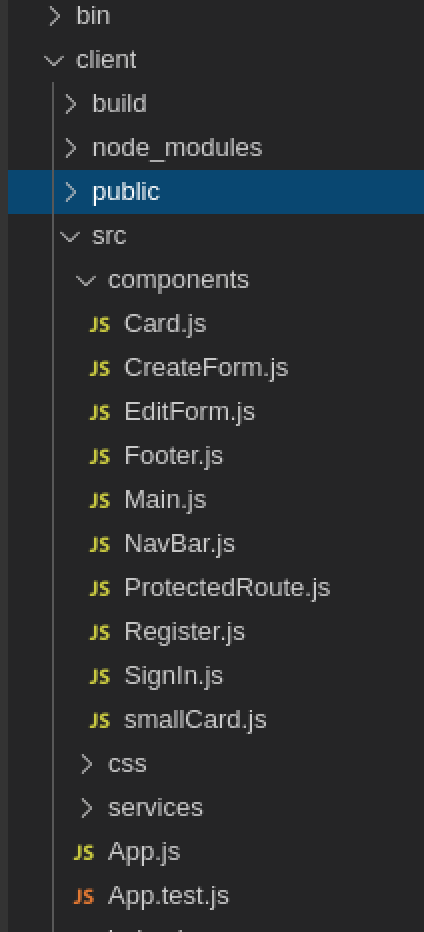 bin
client
build
node_modules
public
src
components
JS Card.js
JS CreateForm.js
JS EditForm.js
JS Footer.js
JS Main.js
JS NavBar.js
JS ProtectedRoute.js
JS Register.js
JS SignIn.js
JS smallCard.js
css
services
JS App.js
JS App.test.js